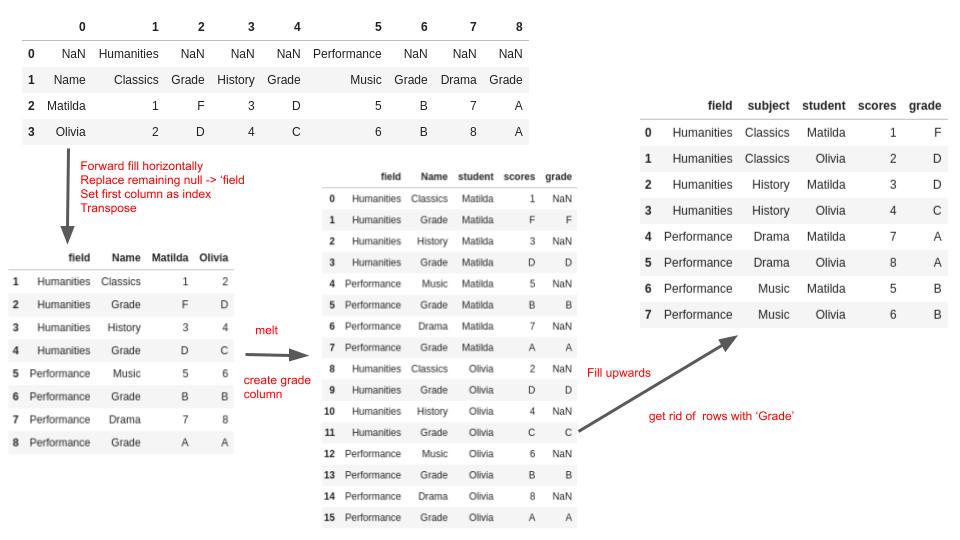 0 1 2 3 4 5 6 7 8
0 NaN Humanities NaN NaN NaN Performance NaN NaN NaN
1 Name Classics Grade History Grade Music Grade Drama Grade
2 Matilda 1 F 3 D 5 B 7 A
3 Olivia 2 D 4 C 6 B 8 A
Forward fill horizontally
Replace remaining null -> ‘field
Set first column as index
Transpose
field Name Matilda Olivia
1 Humanities Classics 1 2
2 Humanities Grade F D
3 Humanities History 3 4
4 Humanities Grade D C
5 Performance Music 5 6
6 Performance Grade B B
7 Performance Drama 7 8
8 Performance Grade A A
melt
create grade
column
field Name student scores grade
0 Humanities Classics Matilda 1 NaN
1 Humanities Grade Matilda F F
2 Humanities History Matilda 3 NaN
3 Humanities Grade Matilda D D
4 Performance Music Matilda 5 NaN
5 Performance Grade Matilda B B
6 Performance Drama Matilda 7 NaN
7 Performance Grade Matilda A A
8 Humanities Classics Olivia 2 NaN
9 Humanities Grade Olivia D D
10 Humanities History Olivia 4 NaN
11 Humanities Grade Olivia C C
12 Performance Music Olivia 6 NaN
13 Performance Grade Olivia B B
14 Performance Drama Olivia 8 NaN
15 Performance Grade Olivia A A
Fill upwards
get rid of rows with ‘Grade’
field subject student scores grade
0 Humanities Classics Matilda 1 F
1 Humanities Classics Olivia 2 D
2 Humanities History Matilda 3 D
3 Humanities History Olivia 4 C
4 Performance Drama Matilda 7 A
5 Performance Drama Olivia 8 A
6 Performance Music Matilda 5 B
7 Performance Music Olivia 6 B